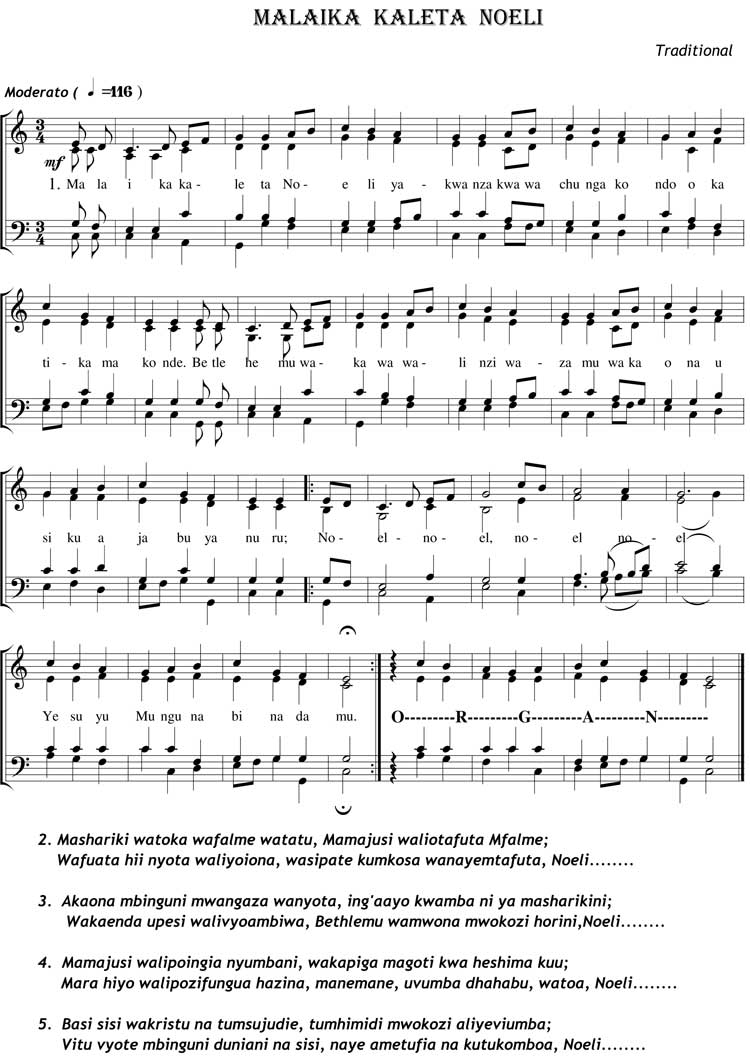 MALAIKA KALETA NOELI
Traditional
Moderato ( ♩ =116 )
mf
1. Ma la i ka ka - le ta No - e li ya - kwa nza kwa wa chu nga ko ndo o ka
ti - ka ma ko nde. Be tle he mu wa - ka wa wa - li nzi wa - za mu wa ka o na u
si ku a ja bu ya nu ru; No - el - no - el, no - el no - el
Ye su yu Mu ngu na bi na da mu. O---------R---------G---------A---------N---------
2. Mashariki watoka wafalme watatu, Mamajusi waliotafuta Mfalme;
Wafuata hii nyota waliyoiona, wasipate kumkosa wanayemtafuta, Noeli........
3. Akaona mbinguni mwangaza wanyota, ing'aayo kwamba ni ya masharikini;
Wakaenda upesi walivyoambiwa, Bethlemu wamwona mwokozi horini,Noeli........
4. Mamajusi walipoingia nyumbani, wakapiga magoti kwa heshima kuu;
Mara hiyo walipozifungua hazina, manemane, uvumba dhahabu, watoa, Noeli........
5. Basi sisi wakristu na tumsujudie, tumhimidi mwokozi aliyeviumba;
Vitu vyote mbinguni duniani na sisi, naye ametufia na kutukomboa, Noeli........